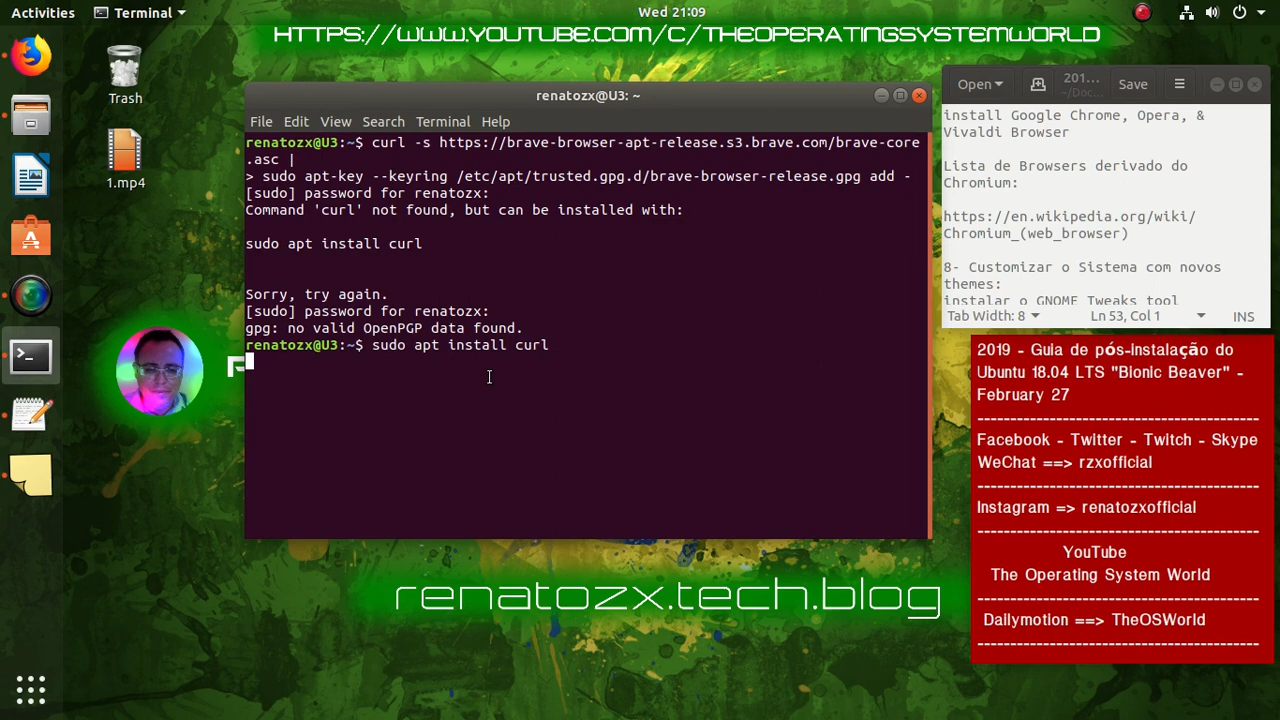 Activities
Terminal
Wed 21:09
HTTPS://WWW.YOUTUBE.COM/C/THEOPERATINGSYSTEMWORLD
Trash
1.mp4
renatozx@U3: ~
File Edit View Search Terminal Help
renatozx@U3:~$ curl -s https://brave-browser-apt-release.s3.brave.com/brave-core
.asc |
> sudo apt-key --keyring /etc/apt/trusted.gpg.d/brave-browser-release.gpg add -
[sudo] password for renatozx:
Command 'curl' not found, but can be installed with:
sudo apt install curl
Sorry, try again.
[sudo] password for renatozx:
gpg: no valid OpenPGP data found.
renatozx@U3:~$ sudo apt install curl
renatozx.tech.blog
Open
201...
~/Doc...
Save
install Google Chrome, Opera, &
Vivaldi Browser
Lista de Browsers derivado do
Chromium:
https://en.wikipedia.org/wiki/
Chromium_(web_browser)
8- Customizar o Sistema com novos
themes:
instalar o GNOME Tweaks tool
Tab Width: 8
Ln 53, Col 1
INS
2019 - Guia de pós-Instalação do
Ubuntu 18.04 LTS "Bionic Beaver" -
February 27
-------------------------------------------
Facebook - Twitter - Twitch - Skype
WeChat ==> rzxofficial
-------------------------------------------
Instagram => renatozxofficial
-------------------------------------------
YouTube
The Operating System World
-------------------------------------------
Dailymotion ==> TheOSWorld
-------------------------------------------